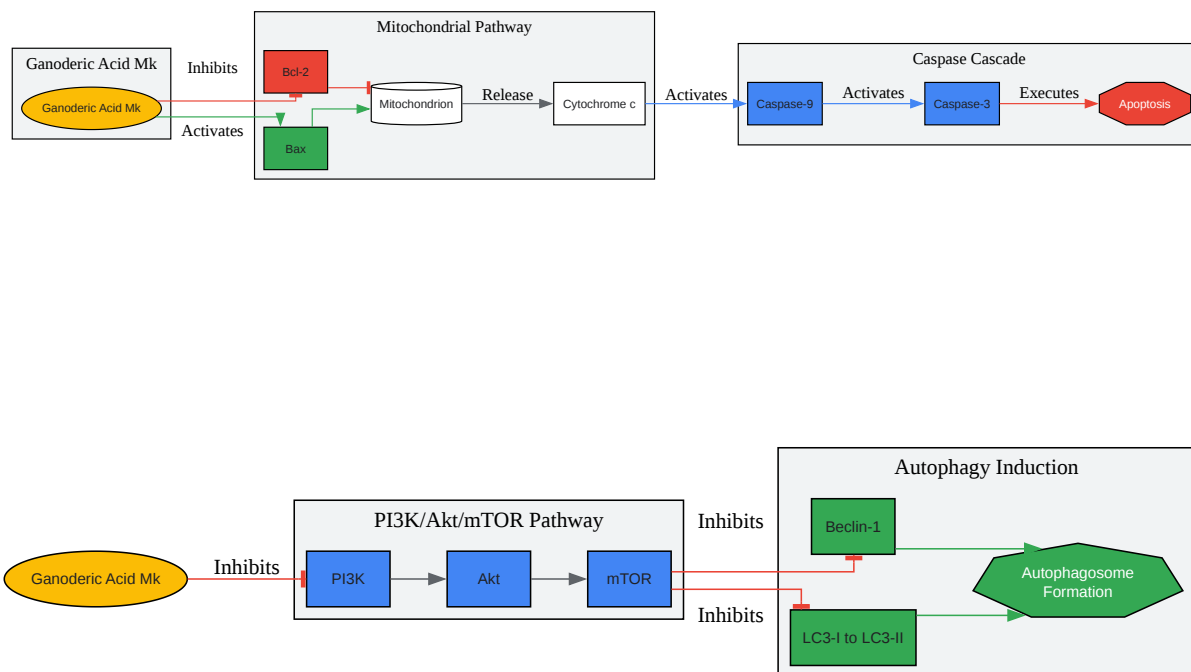 Mitochondrial Pathway
Ganoderic Acid Mk
Ganoderic Acid Mk
Inhibits
Activates
Bcl-2
Bax
Mitochondrion
Release
Cytochrome c
Activates
Caspase Cascade
Caspase-9
Activates
Caspase-3
Executes
Apoptosis
Ganoderic Acid Mk
Inhibits
PI3K/Akt/mTOR Pathway
PI3K
Akt
mTOR
Inhibits
Inhibits
Autophagy Induction
Beclin-1
LC3-I to LC3-II
Autophagosome
Formation